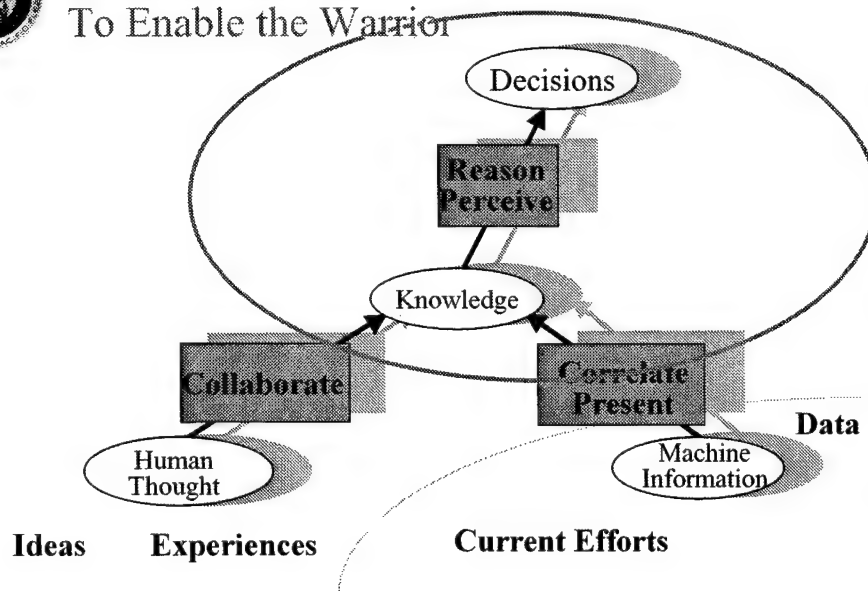 To Enable the Warrior
Decisions
Reason
Perceive
Knowledge
Collaborate
Correlate
Present
Data
Human
Thought
Machine
Information
Ideas
Experiences
Current Efforts